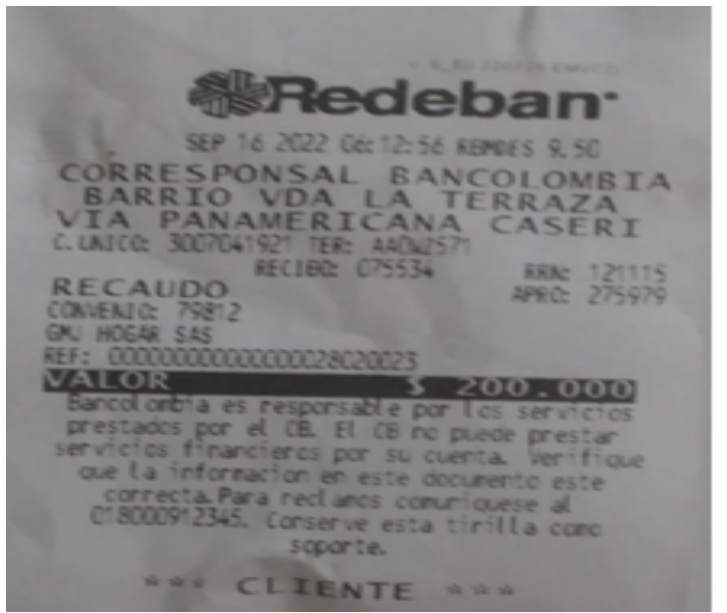 Redeban
SEP 16 2022 06:12:56 RBMDES 9.50
CORRESPONSAL BANCOLOMBIA
BARRIO VDA LA TERRAZA
VIA PANAMERICANA CASERI
C.UNICO: 3007041921 TER:
RECIBO: 075534 RRN: 121115
RECAUDO APRO: 275979
CONVENIO: 79812
GMJ HOGAR SAS
REF: 0000000000000000028020023
VALOR $ 200.000
Bancolombia es responsable por los servicios
prestados por el CB. El CB no puede prestar
servicios financieros por su cuenta. Verifique
que la informacion en este documento este
correcta.Para reclamos comuniquese al
018000912345. Conserve esta tirilla como
soporte.
*** CLIENTE ***